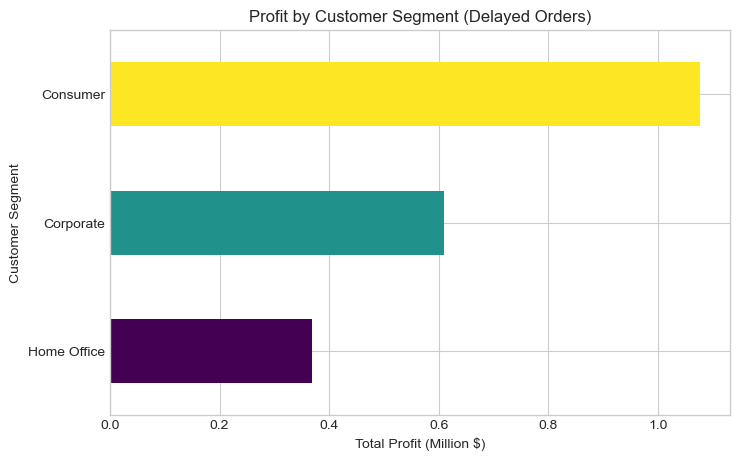 Profit by Customer Segment (Delayed Orders)
Customer Segment
Consumer
Corporate
Home Office
0.0 0.2 0.4 0.6 0.8 1.0
Total Profit (Million $)